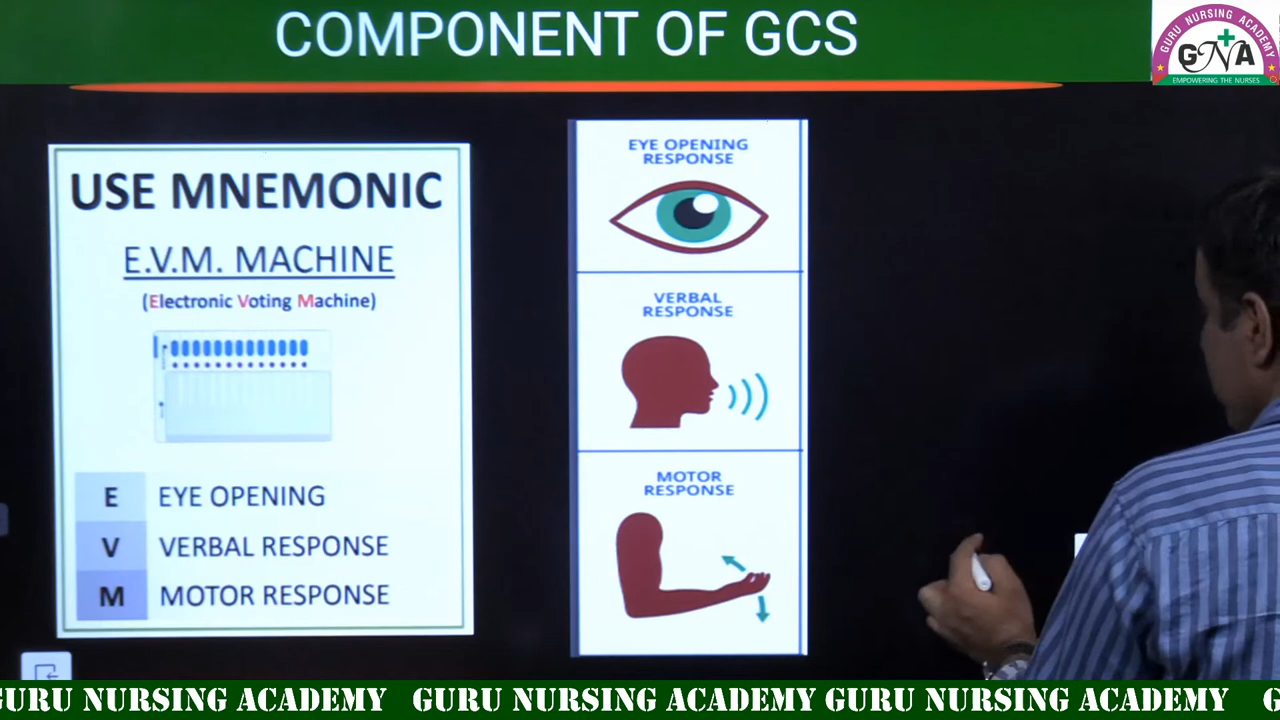 COMPONENT OF GCS
GURU NURSING ACADEMY
GNA
EMPOWERING THE NURSES
USE MNEMONIC
E.V.M. MACHINE
(Electronic Voting Machine)
E EYE OPENING
V VERBAL RESPONSE
M MOTOR RESPONSE
EYE OPENING
RESPONSE
VERBAL
RESPONSE
MOTOR
RESPONSE
GURU NURSING ACADEMY GURU NURSING ACADEMY GURU NURSING ACADEMY G